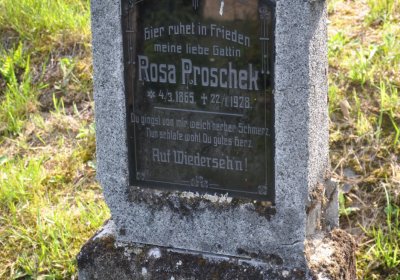 Hier ruhet in Frieden
meine liebe Gattin
Rosa Proschek
* 4./9. 1865. + 22./1. 1928.
Du gingst von mir, welch herber Schmerz,
Nun schlafe wohl Du gutes Herz.
Auf Wiederseh'n!